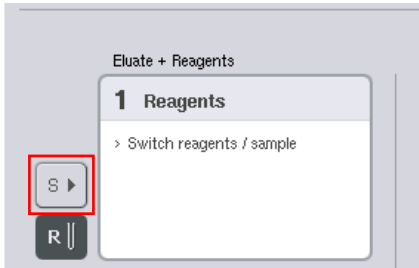 Eluate + Reagents
1 Reagents
> Switch reagents / sample
S
R